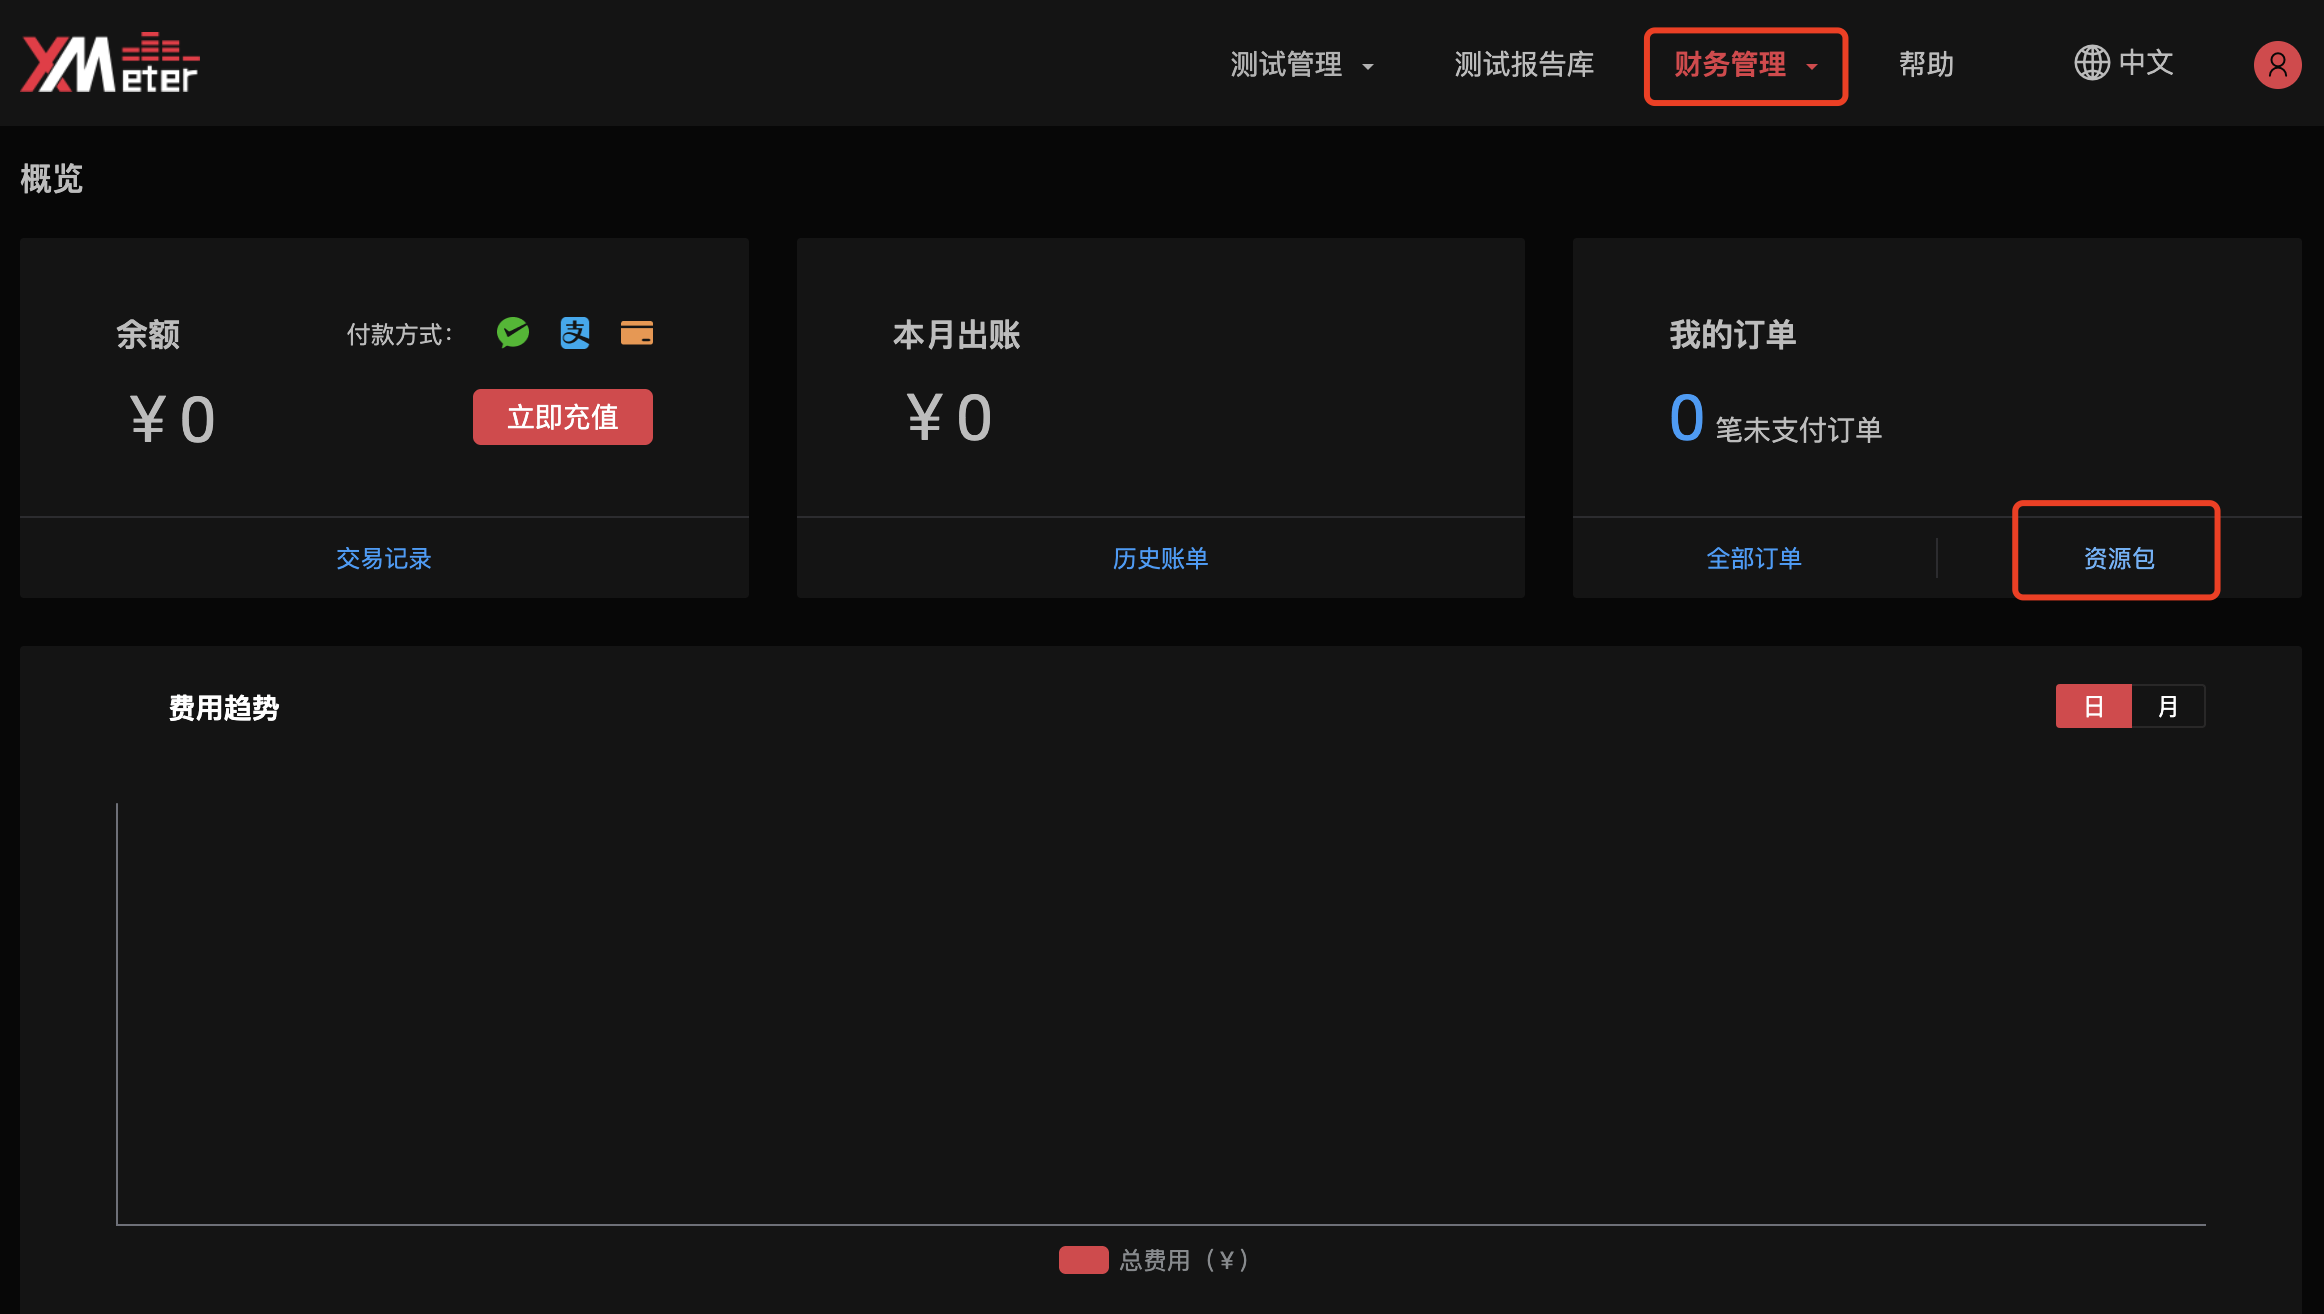 XMeter
测试管理
测试报告库
财务管理
帮助
中文
概览
余额
付款方式：
支
¥ 0
立即充值
交易记录
本月出账
¥ 0
历史账单
我的订单
0 笔未支付订单
全部订单
资源包
费用趋势
日
月
总费用（¥）